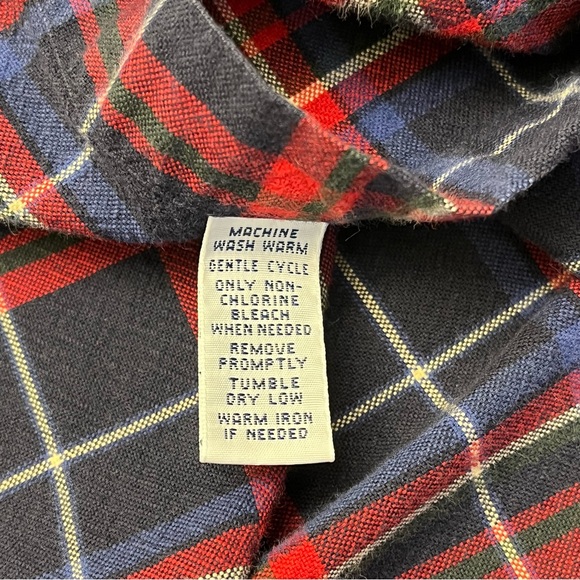 MACHINE
WASH WARM
GENTLE CYCLE
ONLY NON-
CHLORINE
BLEACH
WHEN NEEDED
REMOVE
PROMPTLY
TUMBLE
DRY LOW
WARM IRON
IF NEEDED